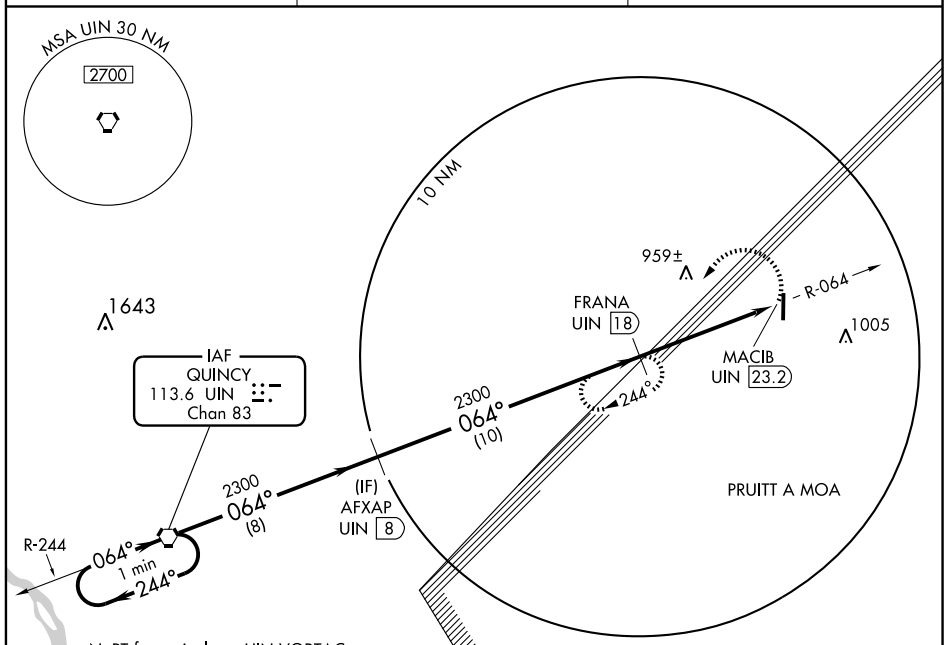 MSA UIN 30 NM
2700
10 NM
959±
R-064
FRANA
UIN 18
1643
1005
MACIB
UIN 23.2
IAF
QUINCY
113.6 UIN
Chan 83
244°
2300
064°
(10)
PRUITT A MOA
2300
064°
(8)
(IF)
AFXAP
UIN 8
R-244
064°
1 min
244°